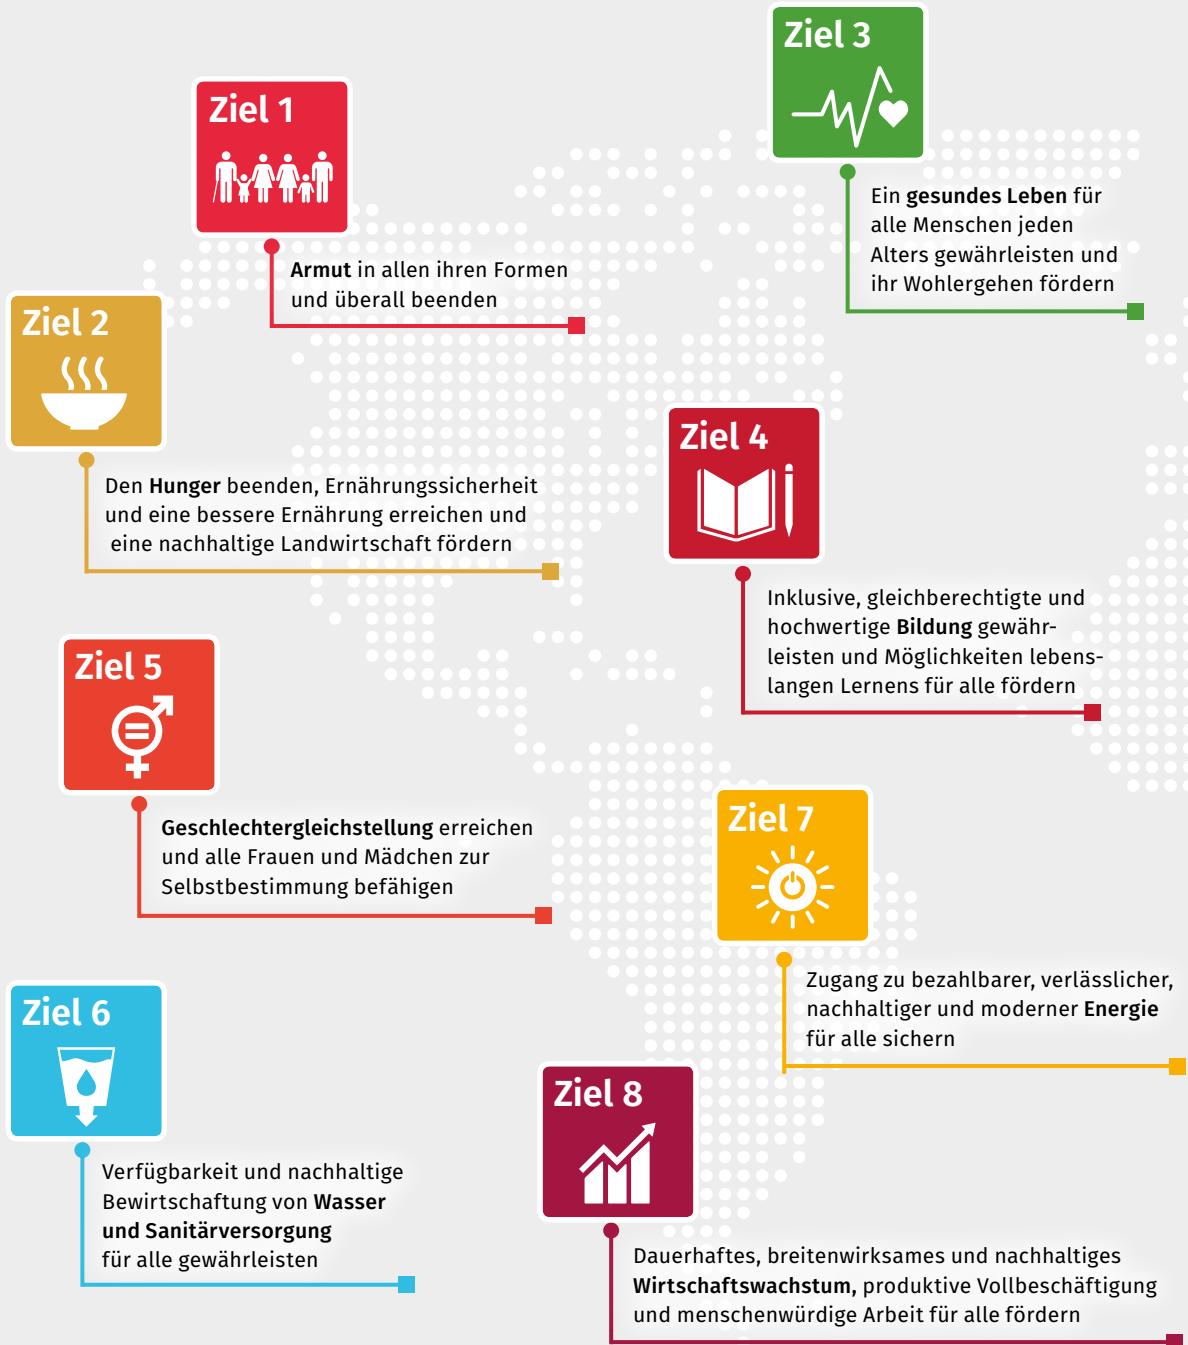 Ziel 1
Armut in allen ihren Formen
und überall beenden
Ziel 2
Den Hunger beenden, Ernährungssicherheit
und eine bessere Ernährung erreichen und
eine nachhaltige Landwirtschaft fördern
Ziel 3
Ein gesundes Leben für
alle Menschen jeden
Alters gewährleisten und
ihr Wohlergehen fördern
Ziel 4
Inklusive, gleichberechtigte und
hochwertige Bildung gewähr-
leisten und Möglichkeiten lebens-
langen Lernens für alle fördern
Ziel 5
Geschlechtergleichstellung erreichen
und alle Frauen und Mädchen zur
Selbstbestimmung befähigen
Ziel 6
Verfügbarkeit und nachhaltige
Bewirtschaftung von Wasser
und Sanitärversorgung
für alle gewährleisten
Ziel 7
Zugang zu bezahlbarer, verlässlicher,
nachhaltiger und moderner Energie
für alle sichern
Ziel 8
Dauerhaftes, breitenwirksames und nachhaltiges
Wirtschaftswachstum, produktive Vollbeschäftigung
und menschenwürdige Arbeit für alle fördern